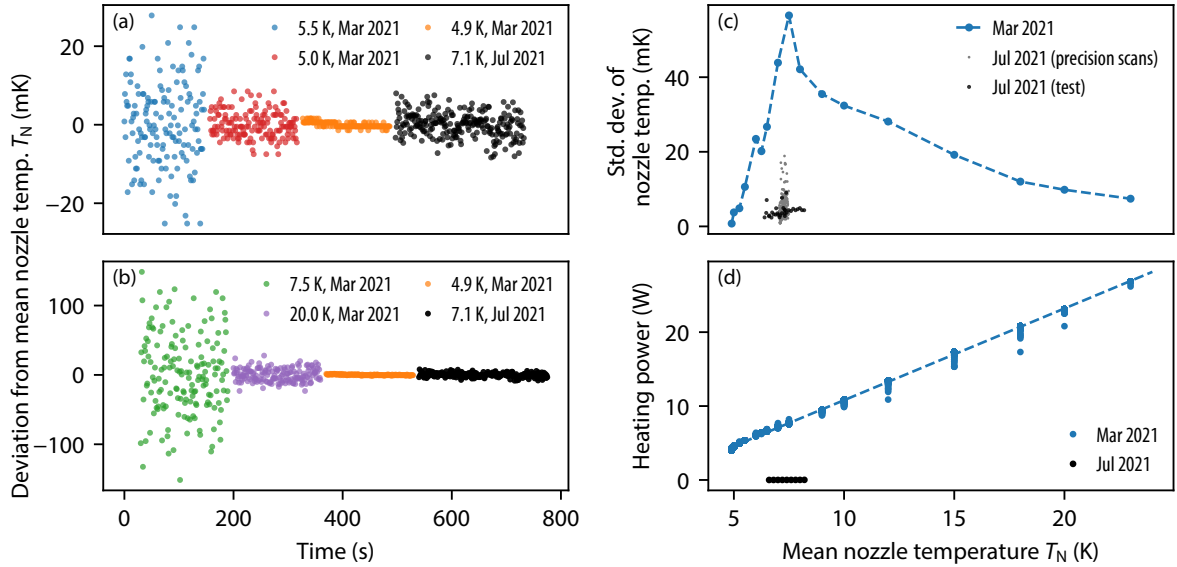 (a)
5.5 K, Mar 2021
5.0 K, Mar 2021
4.9 K, Mar 2021
7.1 K, Jul 2021
20
0
−20
Deviation from mean nozzle temp. T_N (mK)
(b)
7.5 K, Mar 2021
20.0 K, Mar 2021
4.9 K, Mar 2021
7.1 K, Jul 2021
100
0
−100
0 200 400 600 800
Time (s)
(c)
Mar 2021
Jul 2021 (precision scans)
Jul 2021 (test)
Std. dev. of
nozzle temp. (mK)
40
20
0
(d)
Heating power (W)
20
10
0
Mar 2021
Jul 2021
5 10 15 20
Mean nozzle temperature T_N (K)